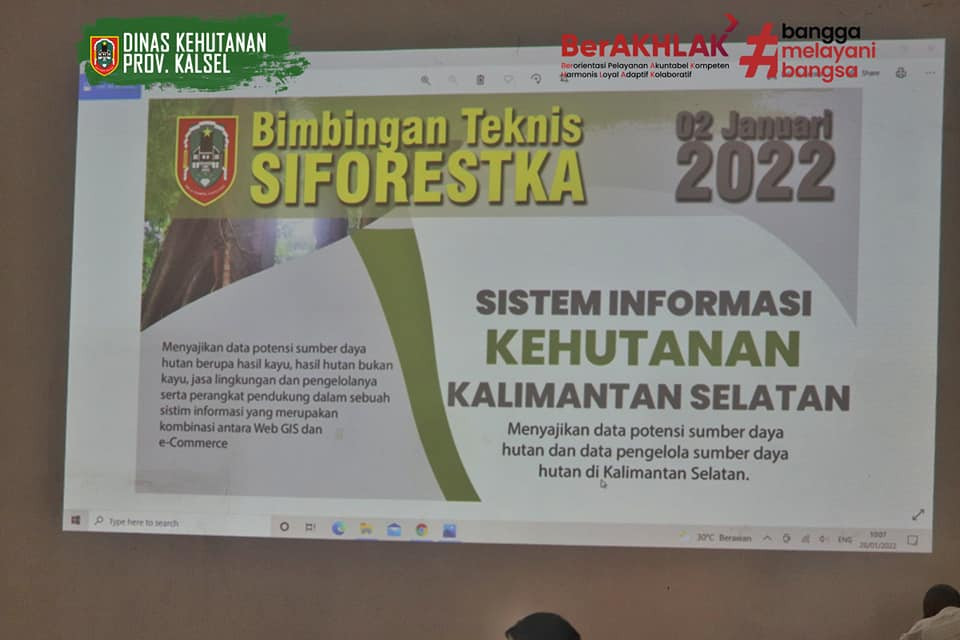 DINAS KEHUTANAN
PROV. KALSEL
BerAKHLAK
Berorientasi Pelayanan Akuntabel Kompeten
Harmonis Loyal Adaptif Kolaboratif
#bangga
melayani
bangsa
Share
Bimbingan Teknis
SIFORESTKA
02 Januari
2022
SISTEM INFORMASI
KEHUTANAN
KALIMANTAN SELATAN
Menyajikan data potensi sumber daya
hutan dan data pengelola sumber daya
hutan di Kalimantan Selatan.
Menyajikan data potensi sumber daya
hutan berupa hasil kayu, hasil hutan bukan
kayu, jasa lingkungan dan pengelolanya
serta perangkat pendukung dalam sebuah
sistim informasi yang merupakan
kombinasi antara Web GIS dan
e-Commerce
Type here to search
30°C Berawan
ENG
10:07
28/01/2022